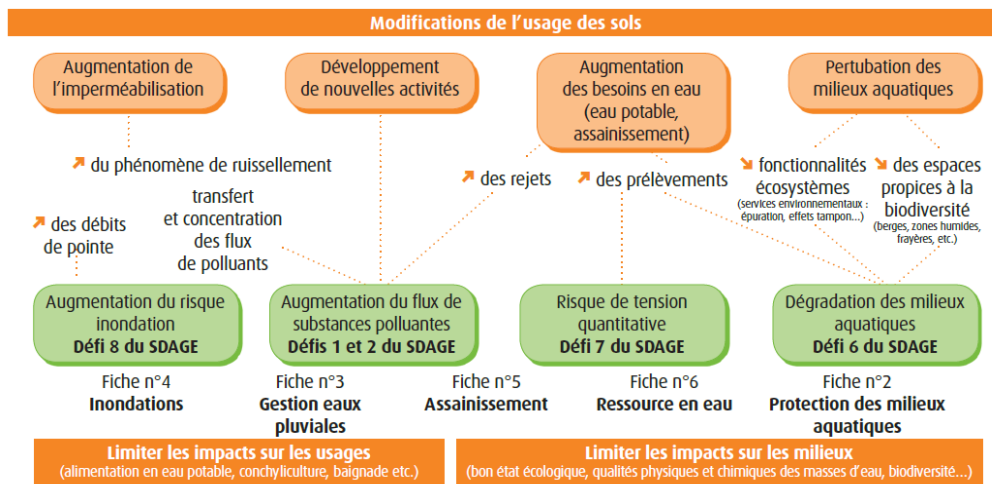 Modifications de l'usage des sols
Augmentation de
l'imperméabilisation
Développement
de nouvelles activités
Augmentation
des besoins en eau
(eau potable,
assainissement)
Pertubation des
milieux aquatiques
↗ du phénomène de ruissellement
↗ des débits
de pointe
transfert
et concentration
des flux
de polluants
↗ des rejets
↗ des prélèvements
↘ fonctionnalités
écosystèmes
(services environnementaux :
épuration, effets tampon...)
↘ des espaces
propices à la
biodiversité
(berges, zones humides,
frayères, etc.)
Augmentation du risque
inondation
Défi 8 du SDAGE
Augmentation du flux de
substances polluantes
Défis 1 et 2 du SDAGE
Risque de tension
quantitative
Défi 7 du SDAGE
Dégradation des milieux
aquatiques
Défi 6 du SDAGE
Fiche n°4
Inondations
Fiche n°3
Gestion eaux
pluviales
Fiche n°5
Assainissement
Fiche n°6
Ressource en eau
Fiche n°2
Protection des milieux
aquatiques
Limiter les impacts sur les usages
(alimentation en eau potable, conchyliculture, baignade etc.)
Limiter les impacts sur les milieux
(bon état écologique, qualités physiques et chimiques des masses d'eau, biodiversité...)